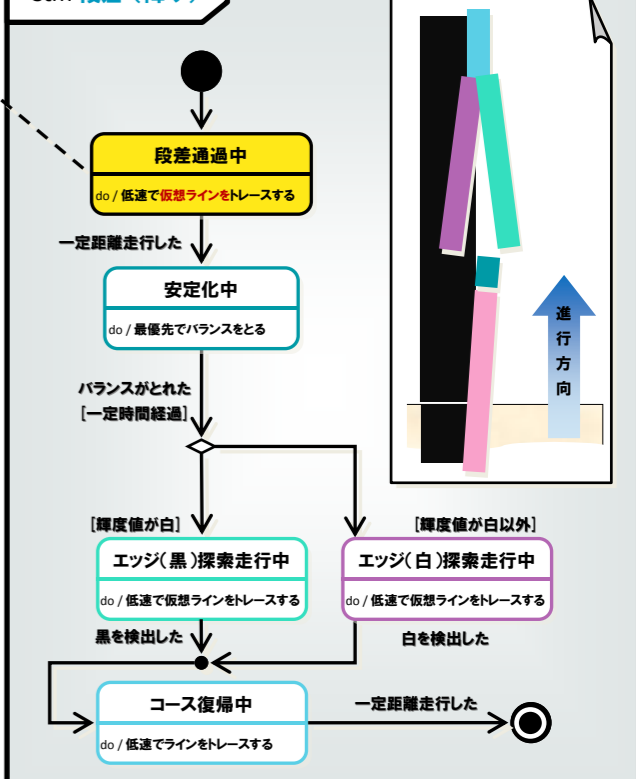 段差通過中
do / 低速で仮想ラインをトレースする
一定距離走行した
安定化中
do / 最優先でバランスをとる
バランスがとれた
[一定時間経過]
[輝度値が白]
[輝度値が白以外]
エッジ(黒)探索走行中
do / 低速で仮想ラインをトレースする
エッジ(白)探索走行中
do / 低速で仮想ラインをトレースする
黒を検出した
白を検出した
コース復帰中
do / 低速でラインをトレースする
一定距離走行した
進行方向